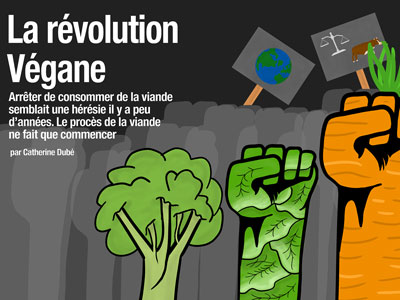 La révolution
Végane
Arrêter de consommer de la viande
semblait une hérésie il y a peu
d'années. Le procès de la viande
ne fait que commencer
par Catherine Dubé